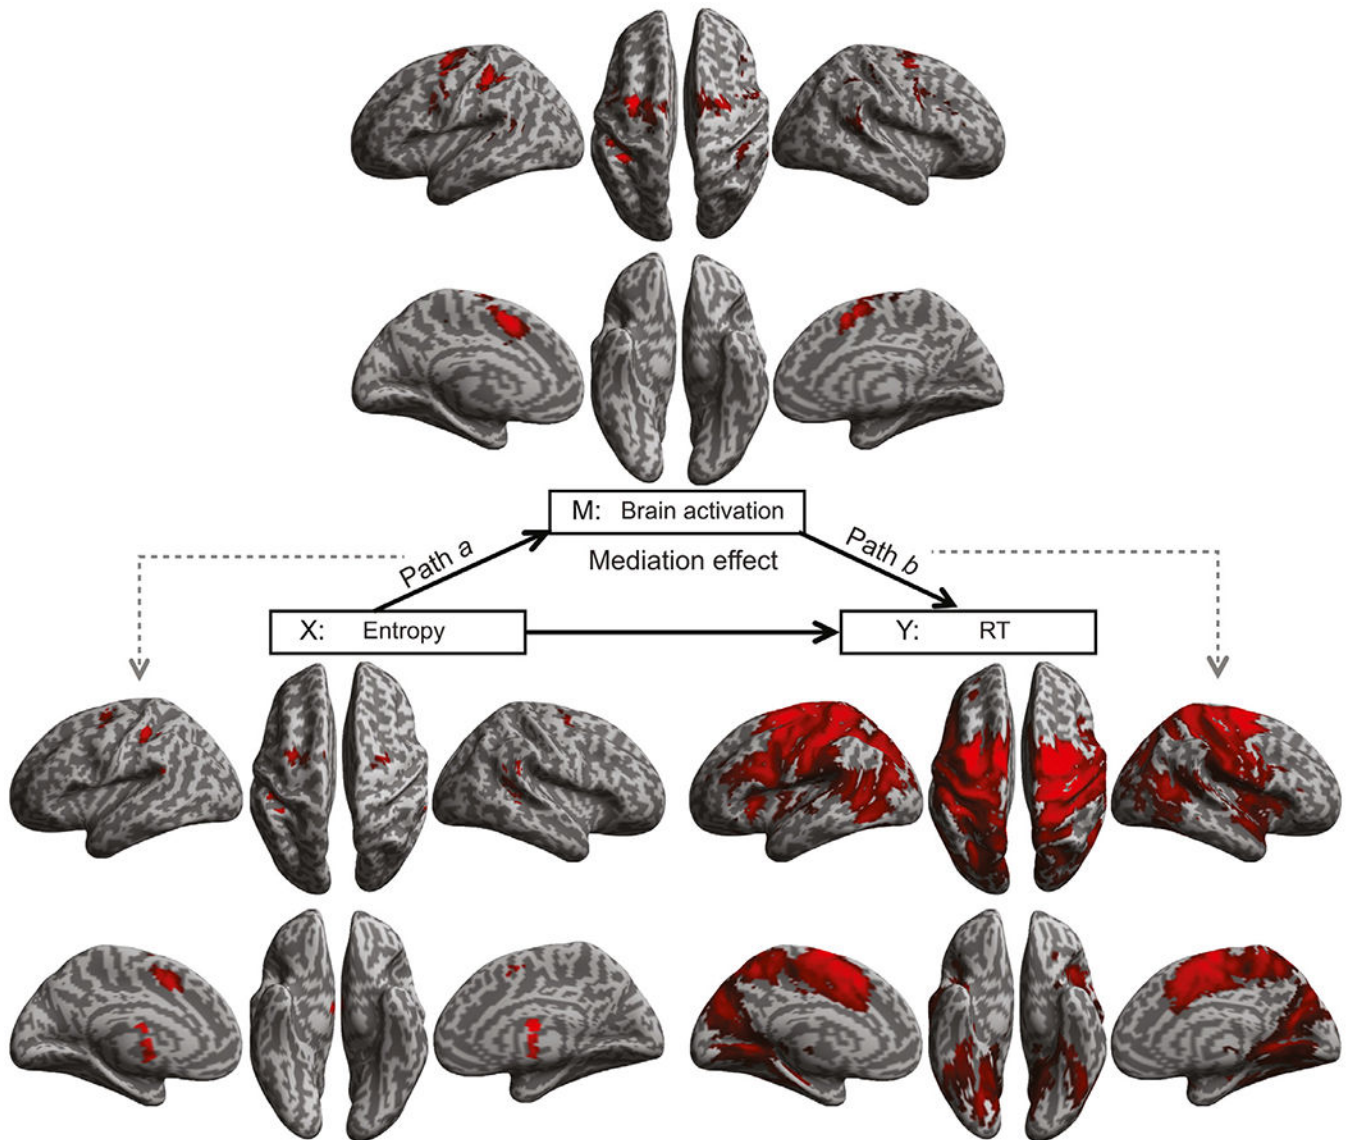 M: Brain activation
Path a
Mediation effect
Path b
X: Entropy
Y: RT